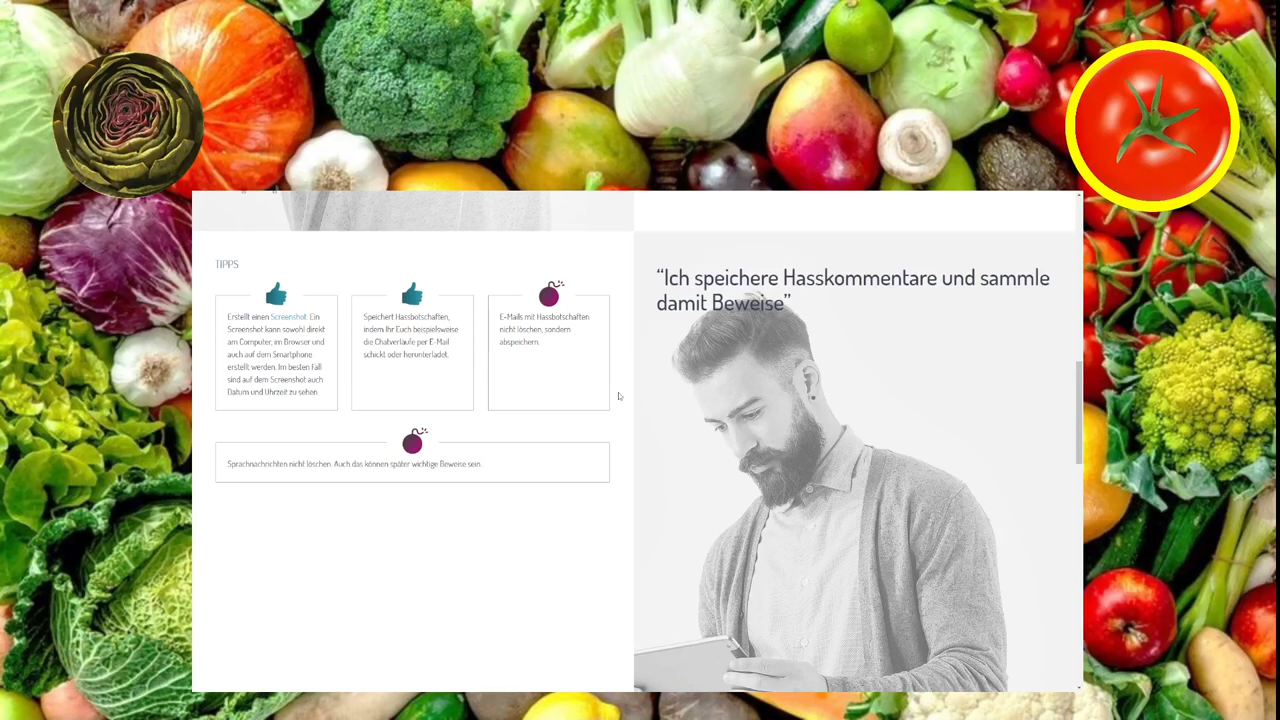 TIPPS
Erstellt einen Screenshot. Ein
Screenshot kann sowohl direkt
am Computer, im Browser und
auch auf dem Smartphone
erstellt werden. Im besten Fall
sind auf dem Screenshot auch
Datum und Uhrzeit zu sehen.
Speichert Hassbotschaften,
indem Ihr Euch beispielsweise
die Chatverläufe per E-Mail
schickt oder herunterladet.
E-Mails mit Hassbotschaften
nicht löschen, sondern
abspeichern.
Sprachnachrichten nicht löschen. Auch das können später wichtige Beweise sein.
“Ich speichere Hasskommentare und sammle
damit Beweise”